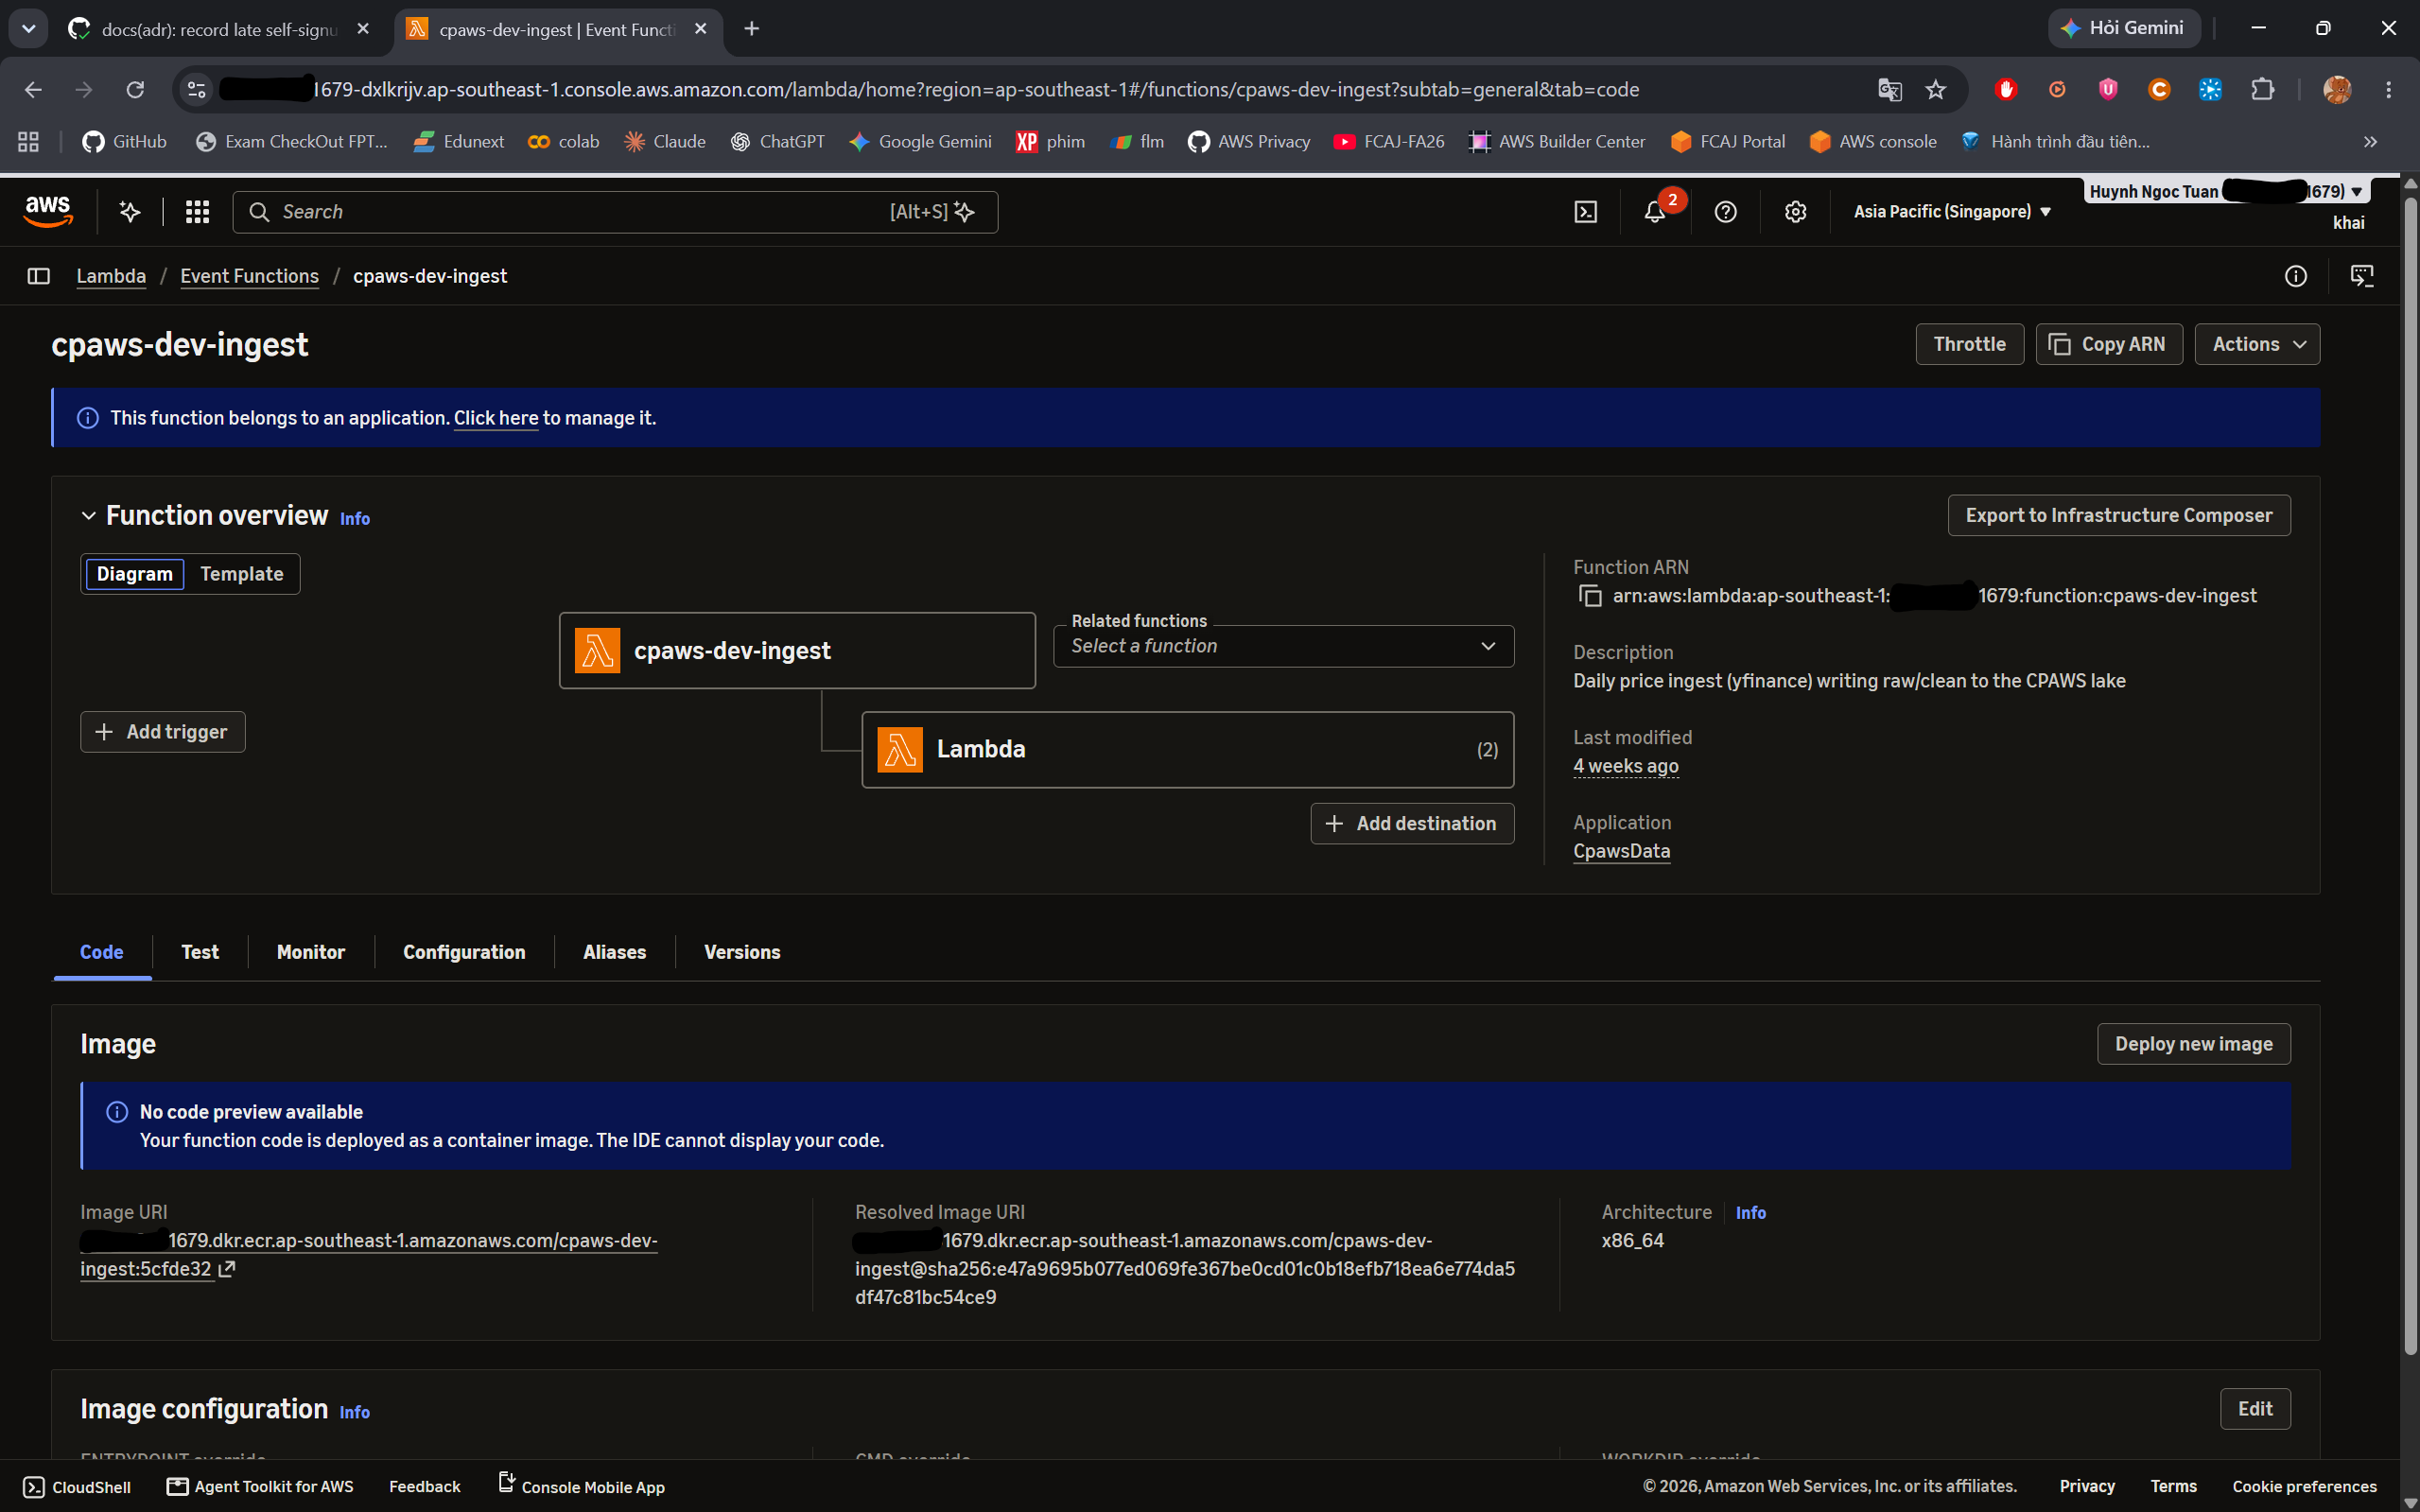 docs(adr): record late self-signu
cpaws-dev-ingest | Event Functi
Hỏi Gemini
1679-dxlkrijv.ap-southeast-1.console.aws.amazon.com/lambda/home?region=ap-southeast-1#/functions/cpaws-dev-ingest?subtab=general&tab=code
GitHub
Exam CheckOut FPT...
Edunext
colab
Claude
ChatGPT
Google Gemini
XP phim
flm
AWS Privacy
FCAJ-FA26
AWS Builder Center
FCAJ Portal
AWS console
Hành trình đầu tiên...
aws
Search
[Alt+S]
2
Asia Pacific (Singapore)
Huynh Ngoc Tuan 1679)
khai
Lambda / Event Functions / cpaws-dev-ingest
cpaws-dev-ingest
Throttle
Copy ARN
Actions
This function belongs to an application. Click here to manage it.
Function overview Info
Export to Infrastructure Composer
Diagram
Template
cpaws-dev-ingest
Related functions
Select a function
Lambda (2)
+ Add trigger
+ Add destination
Function ARN
arn:aws:lambda:ap-southeast-1: 1679:function:cpaws-dev-ingest
Description
Daily price ingest (yfinance) writing raw/clean to the CPAWS lake
Last modified
4 weeks ago
Application
CpawsData
Code
Test
Monitor
Configuration
Aliases
Versions
Image
Deploy new image
No code preview available
Your function code is deployed as a container image. The IDE cannot display your code.
Image URI
1679.dkr.ecr.ap-southeast-1.amazonaws.com/cpaws-dev-
ingest:5cfde32
Resolved Image URI
1679.dkr.ecr.ap-southeast-1.amazonaws.com/cpaws-dev-
ingest@sha256:e47a9695b077ed069fe367be0cd01c0b18efb718ea6e774da5
df47c81bc54ce9
Architecture Info
x86_64
Image configuration Info
Edit
ENTRYPOINT override
CMD override
WORKDIR override
CloudShell
Agent Toolkit for AWS
Feedback
Console Mobile App
© 2026, Amazon Web Services, Inc. or its affiliates.
Privacy
Terms
Cookie preferences